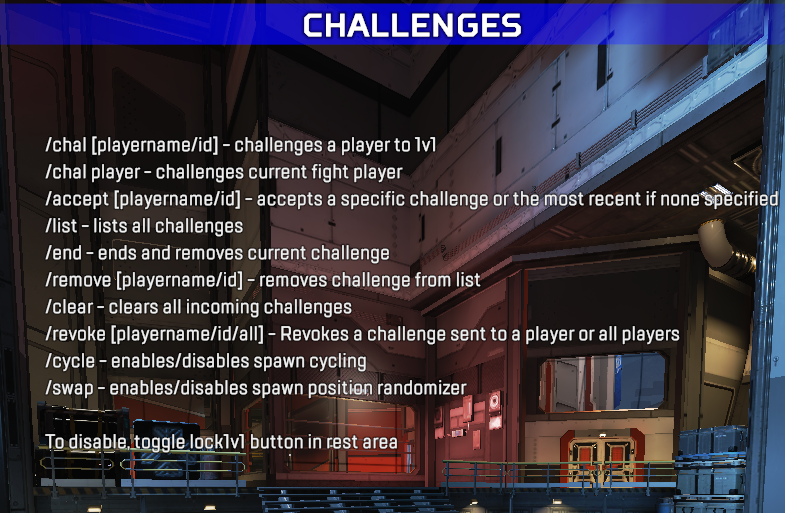 CHALLENGES
/chal [playername/id] - challenges a player to 1v1
/chal player - challenges current fight player
/accept [playername/id] - accepts a specific challenge or the most recent if none specified
/list - lists all challenges
/end - ends and removes current challenge
/remove [playername/id] - removes challenge from list
/clear - clears all incoming challenges
/revoke [playername/id/all] - Revokes a challenge sent to a player or all players
/cycle - enables/disables spawn cycling
/swap - enables/disables spawn position randomizer
To disable, toggle lock1v1 button in rest area